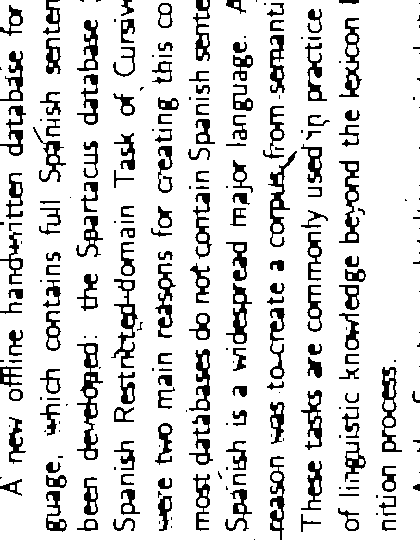 A new offline handwritten database for
guage, which contains full Spanish senten
been developed: the Spartacus database
Spanish Restricted-domain Task of Cursiv
were two main reasons for creating this co
most databases do not contain Spanish sente
Spanish is a widespread major language. A
reason was to create a corpus from semanti
These tasks are commonly used in practice
of linguistic knowledge beyond the lexicon
nition process.